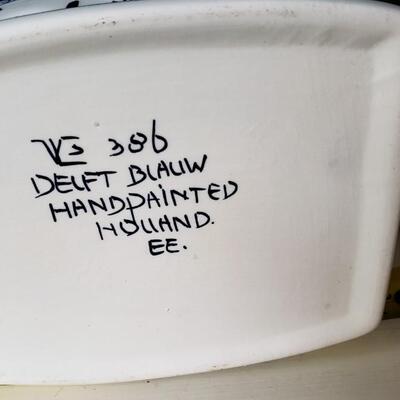 386
DELFT BLAUW
HANDPAINTED
HOLLAND.
EE.